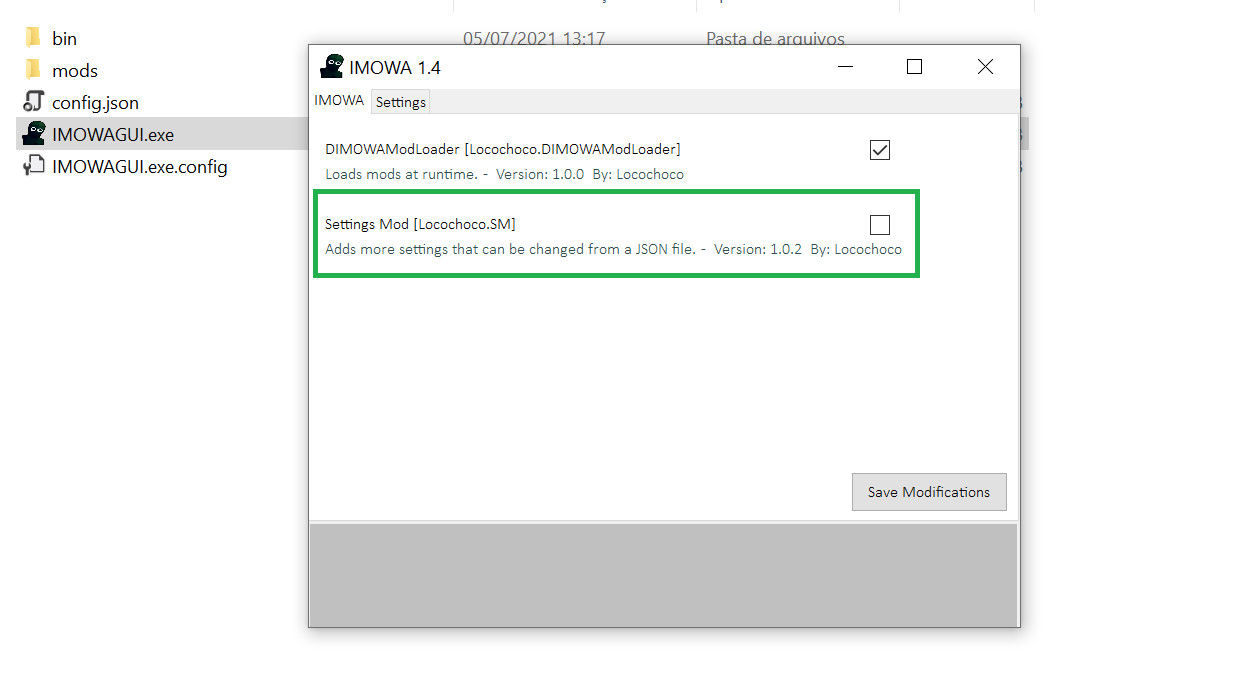 bin
05/07/2021 13:17
Pasta de arquivos
mods
config.json
IMOWAGUI.exe
IMOWAGUI.exe.config
IMOWA 1.4
IMOWA
Settings
DIMOWAModLoader [Locochoco.DIMOWAModLoader]
Loads mods at runtime. - Version: 1.0.0 By: Locochoco
Settings Mod [Locochoco.SM]
Adds more settings that can be changed from a JSON file. - Version: 1.0.2 By: Locochoco
Save Modifications